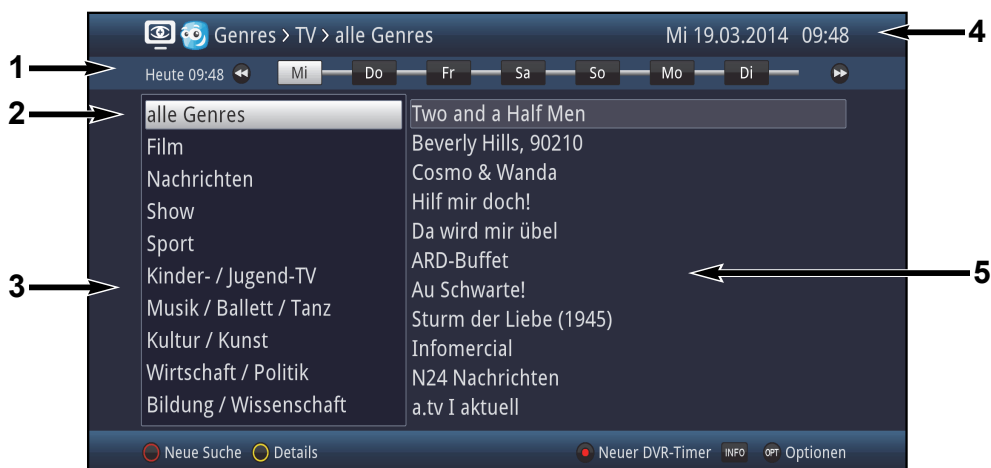 Genres > TV > alle Genres Mi 19.03.2014 09:48
4
1
Heute 09:48 Mi Do Fr Sa So Mo Di
2
alle Genres
Film
Nachrichten
Show
Sport
Kinder- / Jugend-TV
Musik / Ballett / Tanz
Kultur / Kunst
Wirtschaft / Politik
Bildung / Wissenschaft
3
Two and a Half Men
Beverly Hills, 90210
Cosmo & Wanda
Hilf mir doch!
Da wird mir übel
ARD-Buffet
Au Schwarte!
Sturm der Liebe (1945)
Infomercial
N24 Nachrichten
a.tv I aktuell
5
Neue Suche Details Neuer DVR-Timer INFO OPT Optionen